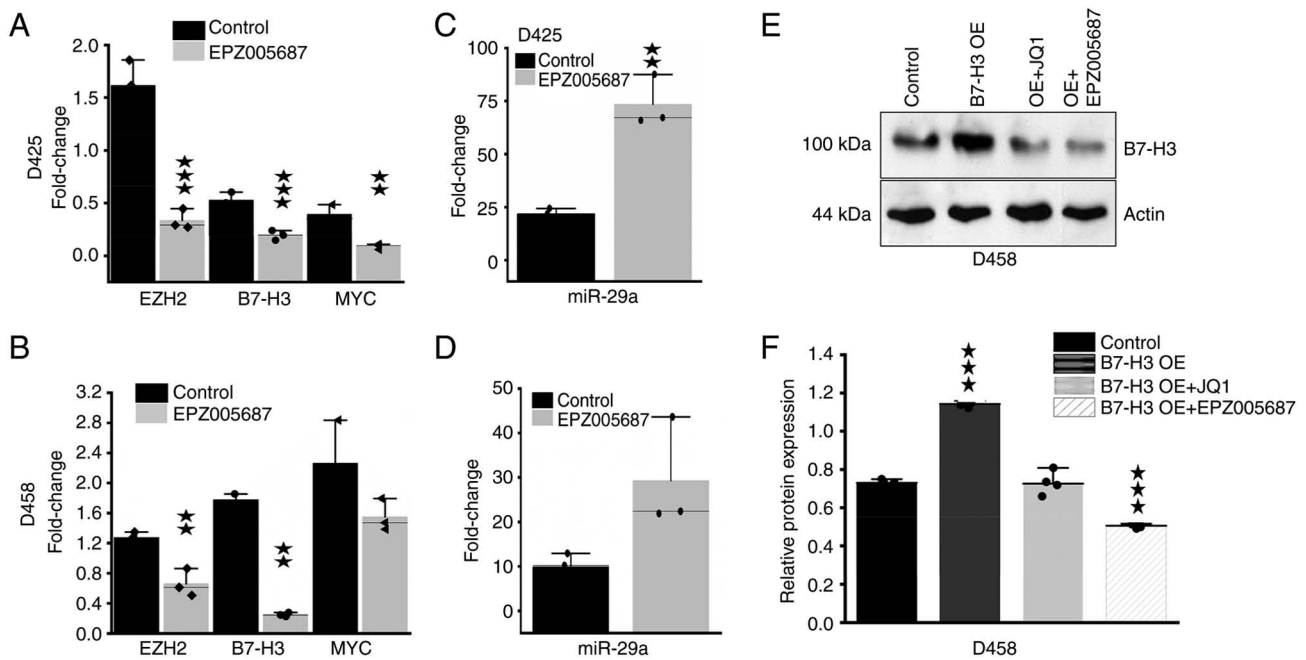 A
Control
EPZ005687
D425
Fold-change
2.0
1.5
1.0
0.5
0.0
EZH2
B7-H3
MYC
C
D425
Control
EPZ005687
Fold-change
100
75
50
25
0
miR-29a
E
Control
B7-H3 OE
OE+JQ1
OE+
EPZ005687
100 kDa
B7-H3
44 kDa
Actin
D458
B
Control
EPZ005687
D458
Fold-change
3.2
2.8
2.4
2.0
1.6
1.2
0.8
0.4
0.0
EZH2
B7-H3
MYC
D
Control
EPZ005687
Fold-change
50
40
30
20
10
0
miR-29a
F
Control
B7-H3 OE
B7-H3 OE+JQ1
B7-H3 OE+EPZ005687
Relative protein expression
1.4
1.2
1.0
0.8
0.6
0.4
0.2
0.0
D458